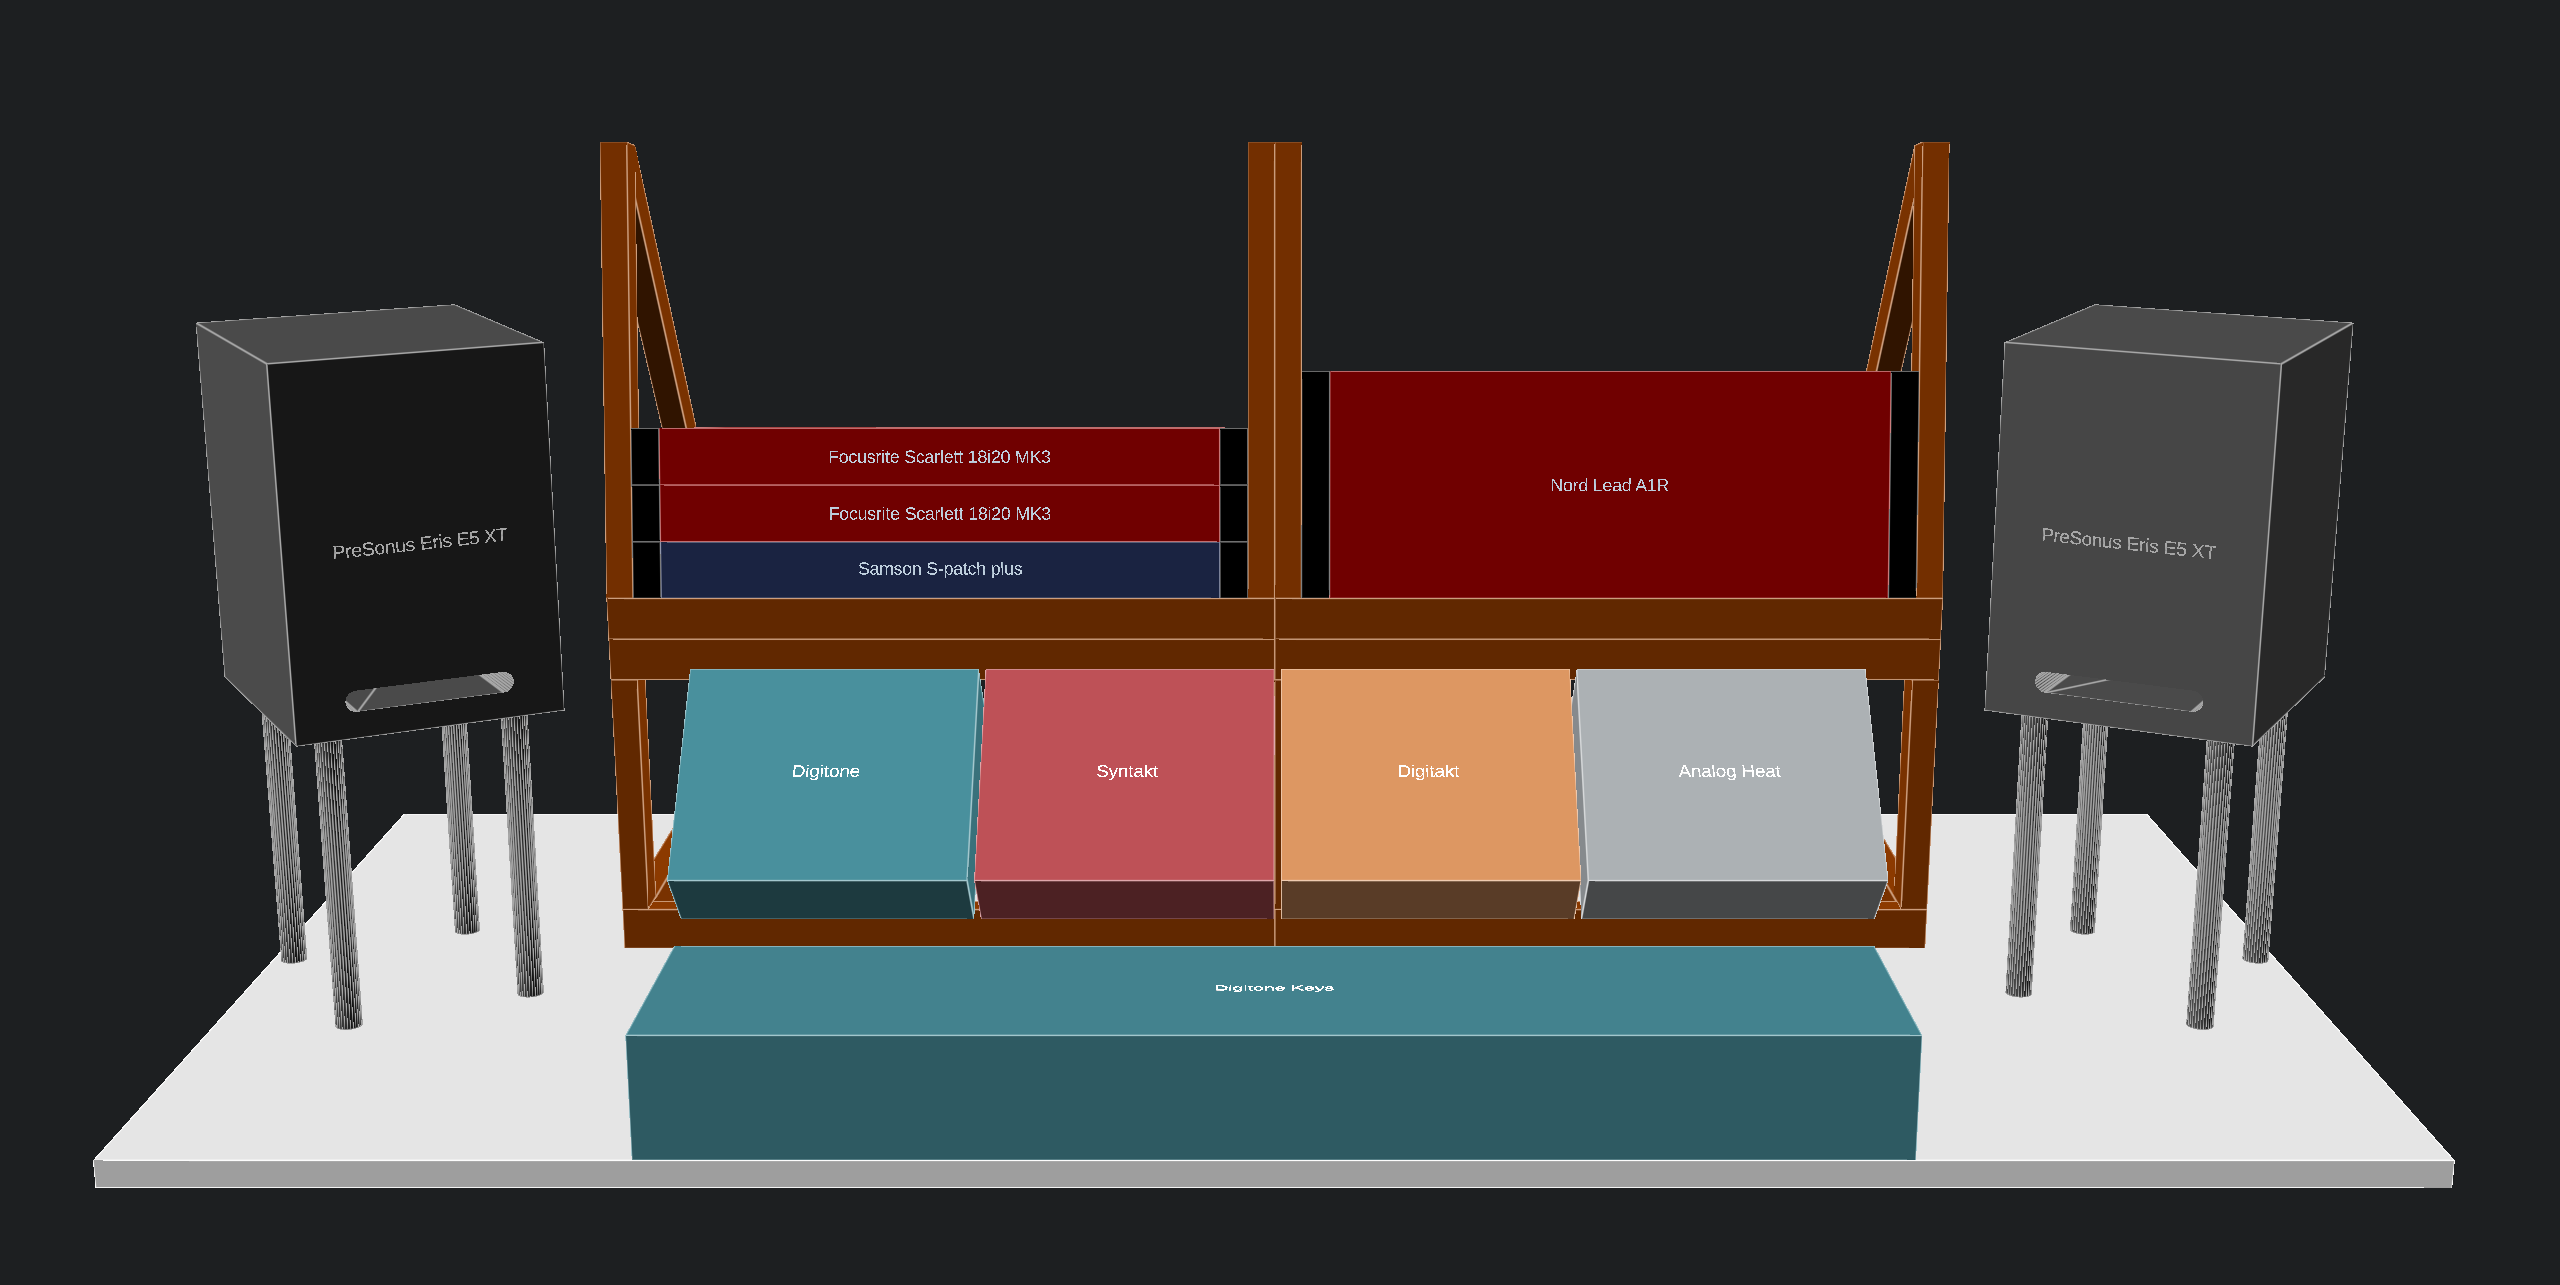 Focusrite Scarlett 18i20 MK3
Nord Lead A1R
Focusrite Scarlett 18i20 MK3
PreSonus Eris E5 XT
PreSonus Eris E5 XT
Samson S-patch plus
Digitone
Syntakt
Digitakt
Analog Heat
Digitone Keys